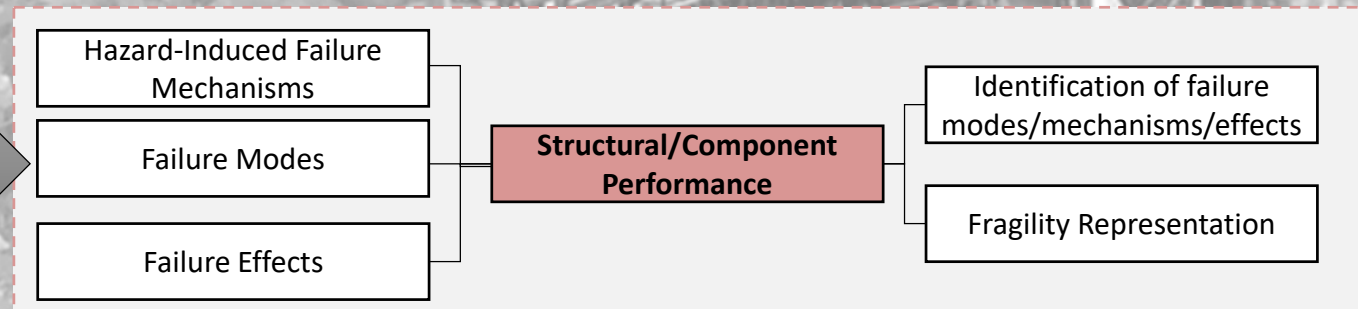 Hazard-Induced Failure
Mechanisms
Failure Modes
Failure Effects
Structural/Component
Performance
Identification of failure
modes/mechanisms/effects
Fragility Representation